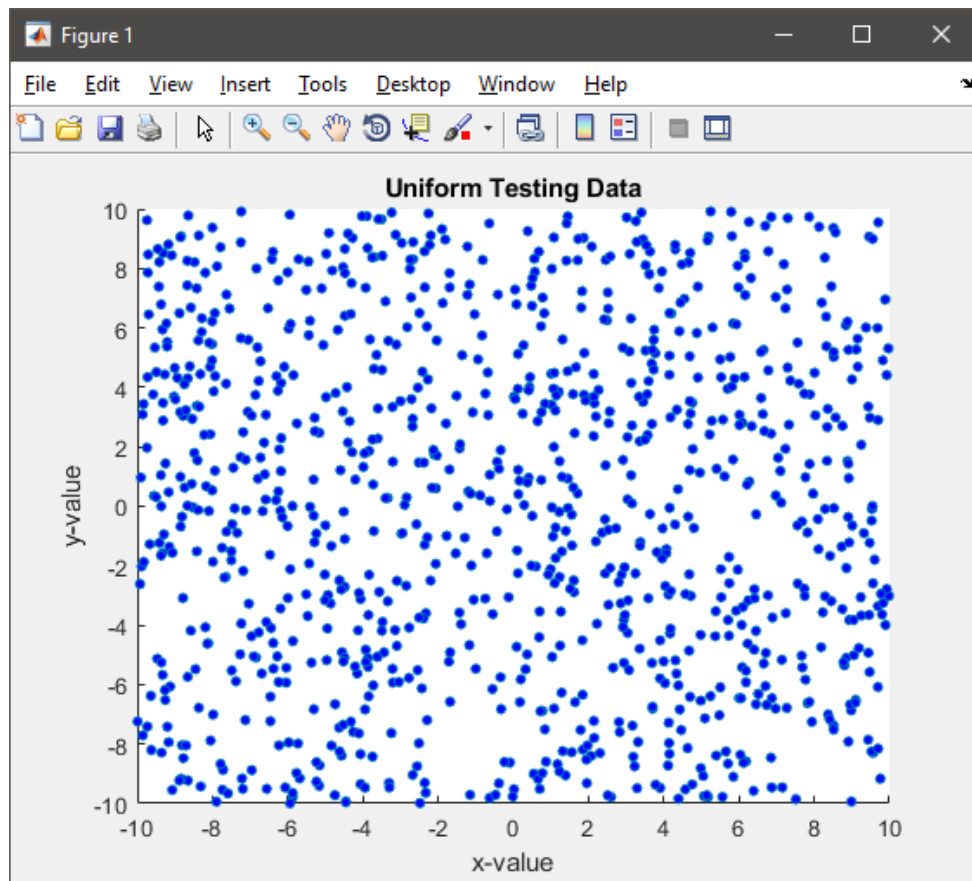 Figure 1
File Edit View Insert Tools Desktop Window Help
Uniform Testing Data
10
8
6
4
2
0
-2
-4
-6
-8
-10
y-value
-10 -8 -6 -4 -2 0 2 4 6 8 10
x-value